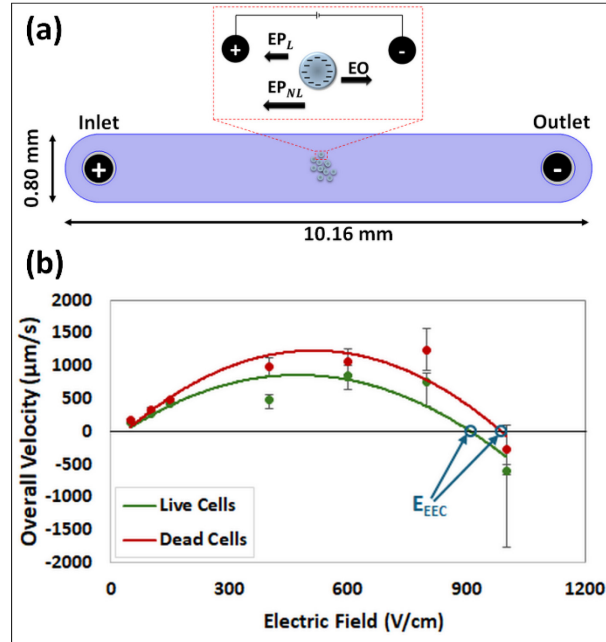 (a)
+
-
EP_L
EO
EP_NL
Inlet
Outlet
+
-
0.80 mm
10.16 mm
(b)
Overall Velocity (µm/s)
2000
1500
1000
500
0
-500
-1000
-1500
-2000
E_EEC
Live Cells
Dead Cells
0
300
600
900
1200
Electric Field (V/cm)